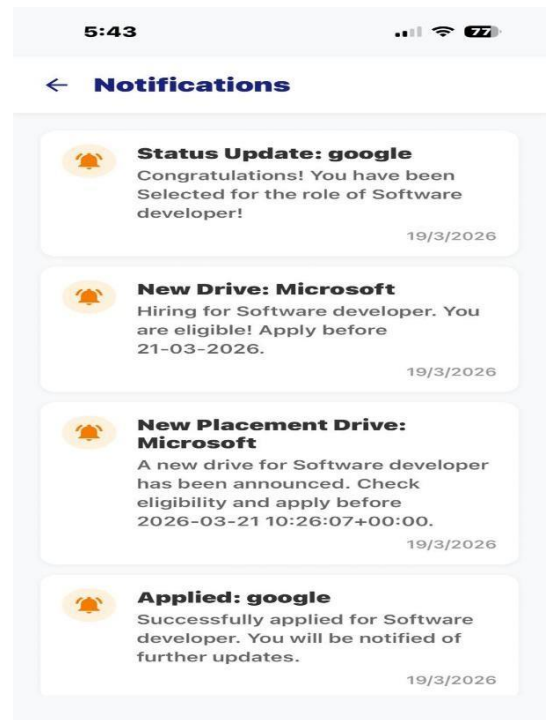 5:43
77
← Notifications
Status Update: google
Congratulations! You have been
Selected for the role of Software
developer!
19/3/2026
New Drive: Microsoft
Hiring for Software developer. You
are eligible! Apply before
21-03-2026.
19/3/2026
New Placement Drive:
Microsoft
A new drive for Software developer
has been announced. Check
eligibility and apply before
2026-03-21 10:26:07+00:00.
19/3/2026
Applied: google
Successfully applied for Software
developer. You will be notified of
further updates.
19/3/2026